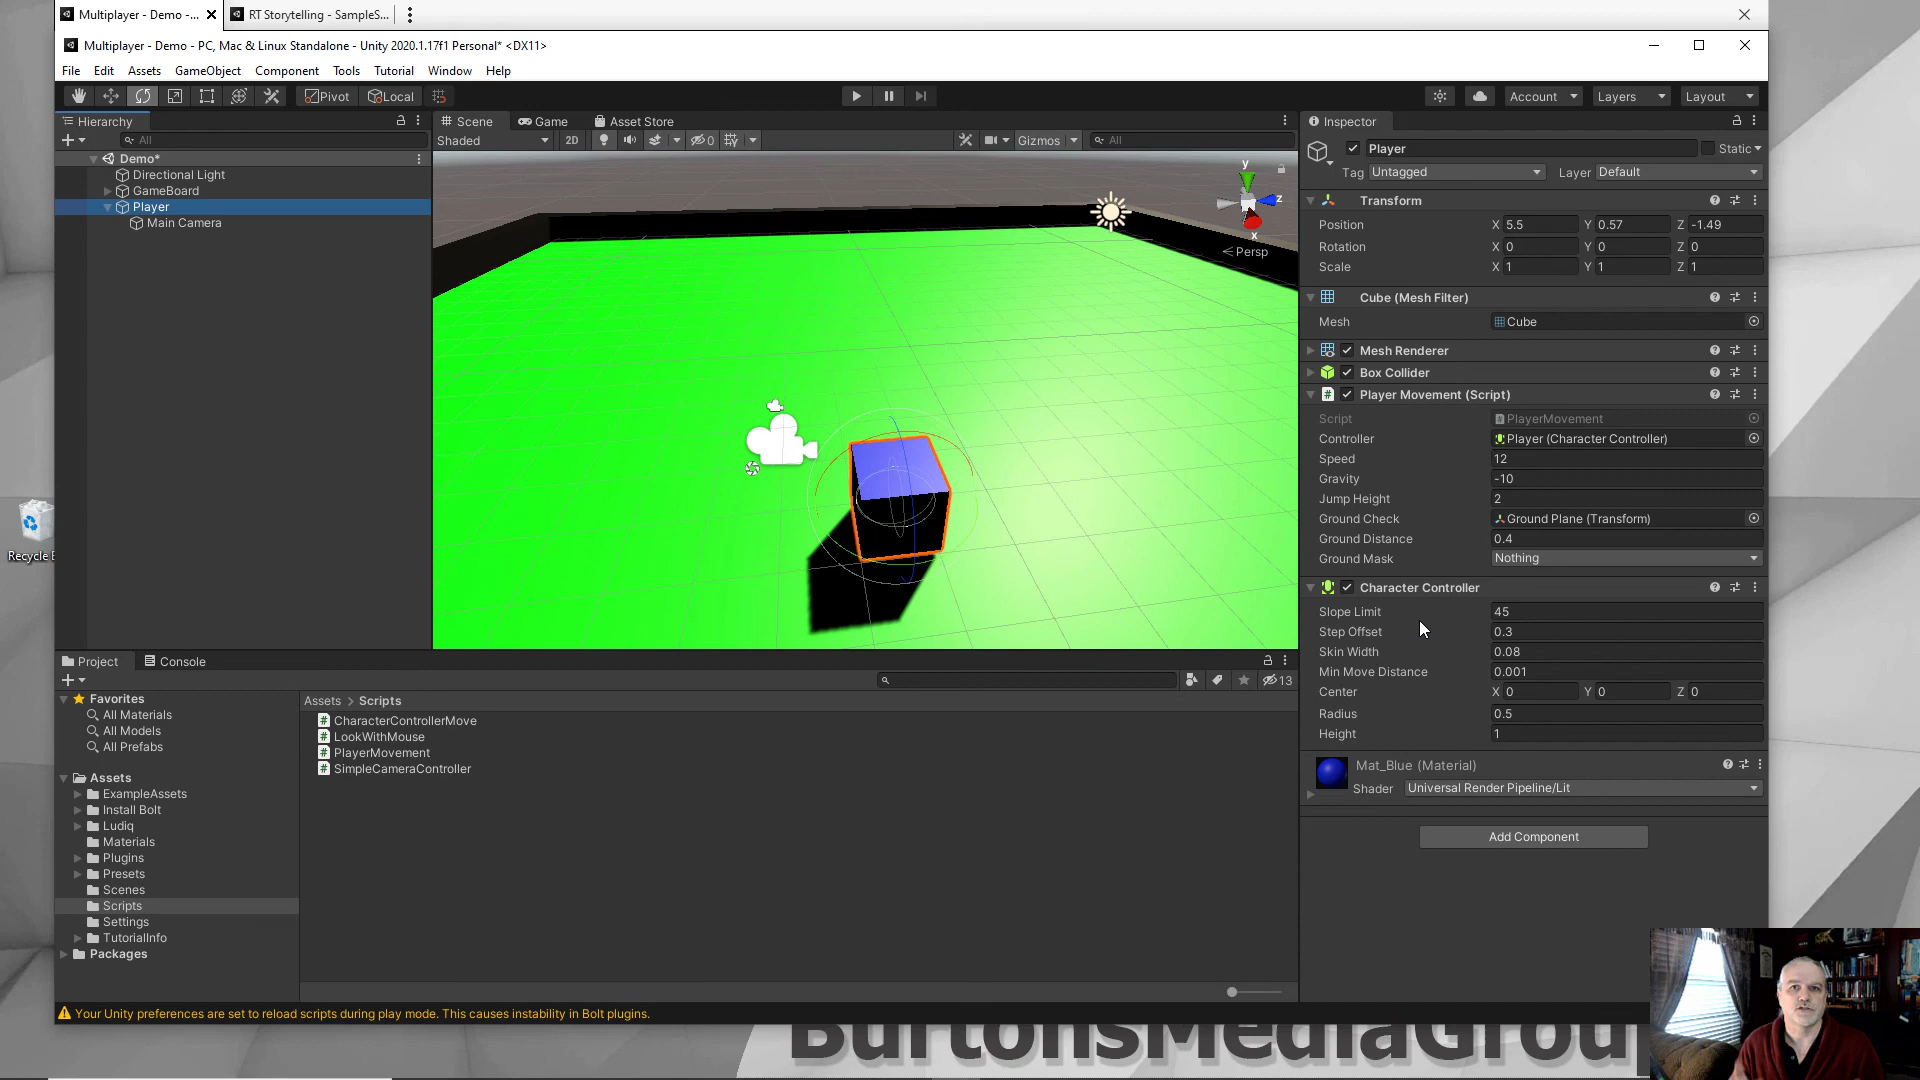 Multiplayer - Demo -...
RT Storytelling - SampleS...
Multiplayer - Demo - PC, Mac & Linux Standalone - Unity 2020.1.17f1 Personal* <DX11>
File Edit Assets GameObject Component Tools Tutorial Window Help
Pivot Local Account Layers Layout
Hierarchy
All
Demo*
Directional Light
GameBoard
Player
Main Camera
Scene Game Asset Store
Shaded 2D 0 Gizmos All
y
z
x
Persp
Inspector
Player Static
Tag Untagged Layer Default
Transform
Position X 5.5 Y 0.57 Z -1.49
Rotation X 0 Y 0 Z 0
Scale X 1 Y 1 Z 1
Cube (Mesh Filter)
Mesh Cube
Mesh Renderer
Box Collider
Player Movement (Script)
Script PlayerMovement
Controller Player (Character Controller)
Speed 12
Gravity -10
Jump Height 2
Ground Check Ground Plane (Transform)
Ground Distance 0.4
Ground Mask Nothing
Character Controller
Slope Limit 45
Step Offset 0.3
Skin Width 0.08
Min Move Distance 0.001
Center X 0 Y 0 Z 0
Radius 0.5
Height 1
Mat_Blue (Material)
Shader Universal Render Pipeline/Lit
Add Component
Project Console
13
Favorites
All Materials
All Models
All Prefabs
Assets
ExampleAssets
Install Bolt
Ludiq
Materials
Plugins
Presets
Scenes
Scripts
Settings
TutorialInfo
Packages
Assets > Scripts
CharacterControllerMove
LookWithMouse
PlayerMovement
SimpleCameraController
Your Unity preferences are set to reload scripts during play mode. This causes instability in Bolt plugins.
Recycle B
BurtonsMediaGrou